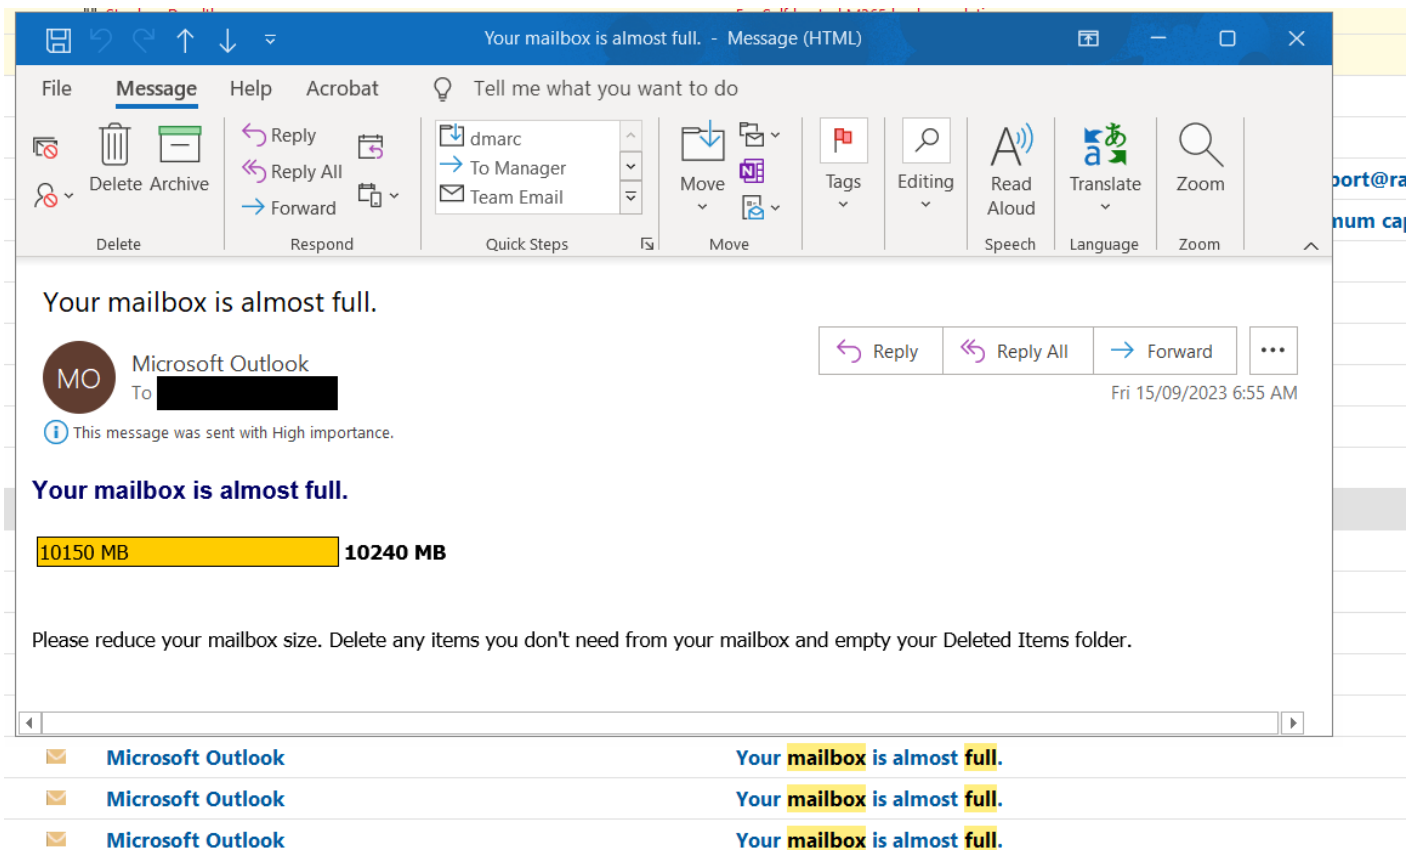 Your mailbox is almost full. - Message (HTML)
File Message Help Acrobat Tell me what you want to do
Delete Archive
Reply
Reply All
Forward
dmarc
To Manager
Team Email
Move
Tags
Editing
Read Aloud
Translate
Zoom
Delete Respond Quick Steps Move Speech Language Zoom
port@ra
mum cap
Your mailbox is almost full.
MO
Microsoft Outlook
To
Reply Reply All Forward
Fri 15/09/2023 6:55 AM
This message was sent with High importance.
Your mailbox is almost full.
10150 MB 10240 MB
Please reduce your mailbox size. Delete any items you don't need from your mailbox and empty your Deleted Items folder.
Microsoft Outlook Your mailbox is almost full.
Microsoft Outlook Your mailbox is almost full.
Microsoft Outlook Your mailbox is almost full.